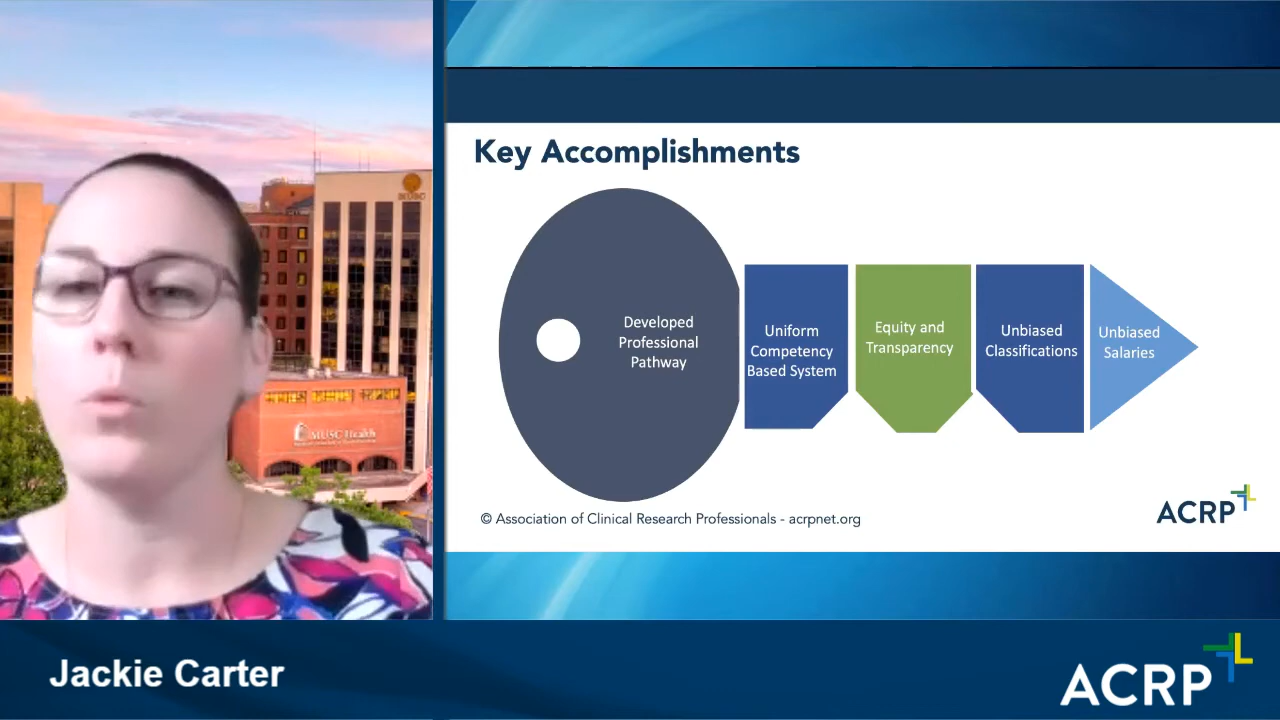 MUSC
MUSC Health
Key Accomplishments
Developed
Professional
Pathway
Uniform
Competency
Based System
Equity and
Transparency
Unbiased
Classifications
Unbiased
Salaries
© Association of Clinical Research Professionals - acrpnet.org
ACRP
Jackie Carter
ACRP